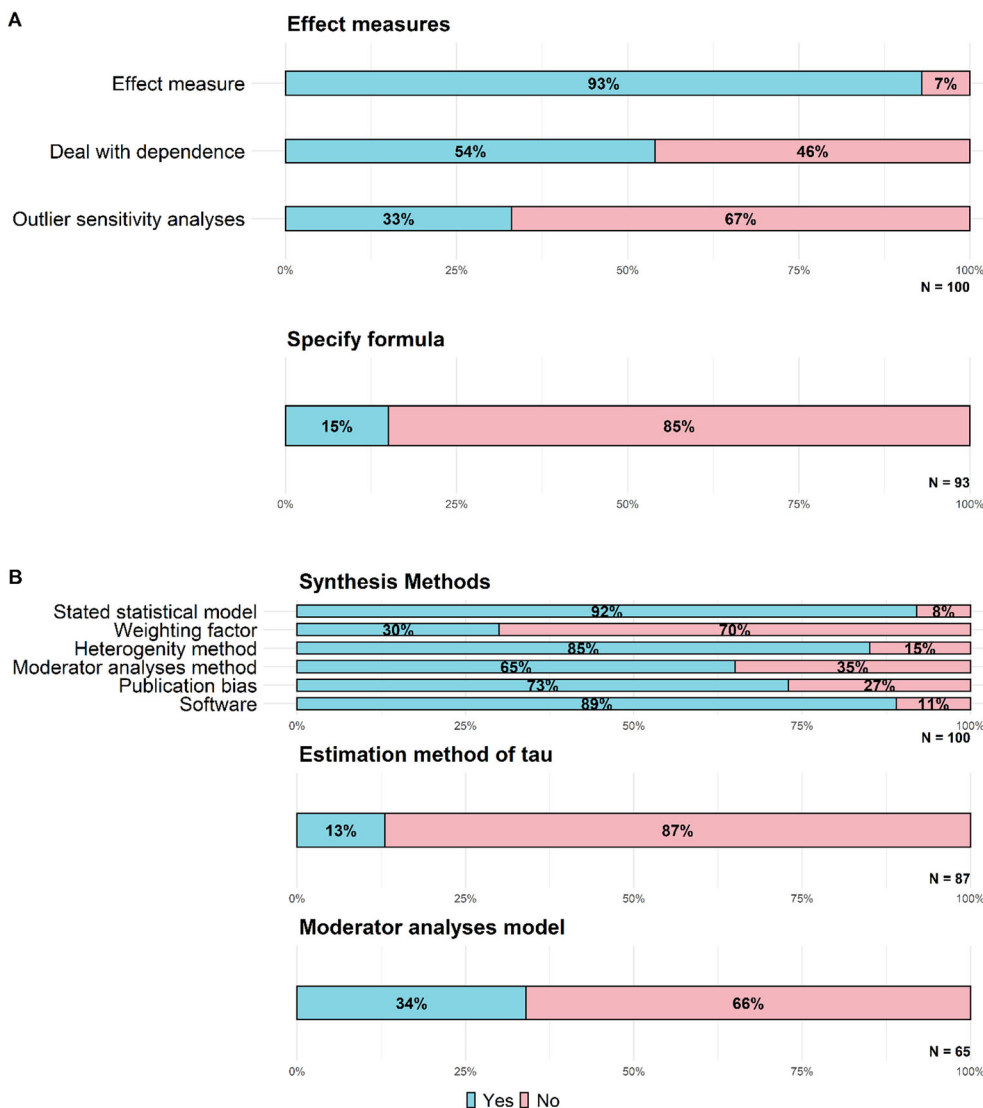 A
Effect measures
Effect measure
93%
7%
Deal with dependence
54%
46%
Outlier sensitivity analyses
33%
67%
0%
25%
50%
75%
100%
N = 100
Specify formula
15%
85%
N = 93
0%
25%
50%
75%
100%
B
Synthesis Methods
Stated statistical model
92%
8%
Weighting factor
30%
70%
Heterogenity method
85%
15%
Moderator analyses method
65%
35%
Publication bias
73%
27%
Software
89%
11%
0%
25%
50%
75%
100%
N = 100
Estimation method of tau
13%
87%
N = 87
0%
25%
50%
75%
100%
Moderator analyses model
34%
66%
N = 65
0%
25%
50%
75%
100%
Yes No